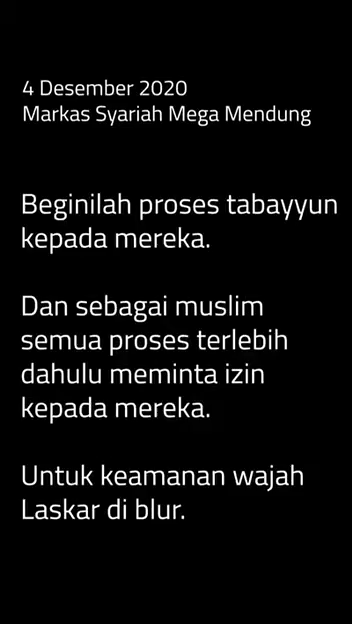 4 Desember 2020
Markas Syariah Mega Mendung
Beginilah proses tabayyun
kepada mereka.
Dan sebagai muslim
semua proses terlebih
dahulu meminta izin
kepada mereka.
Untuk keamanan wajah
Laskar di blur.